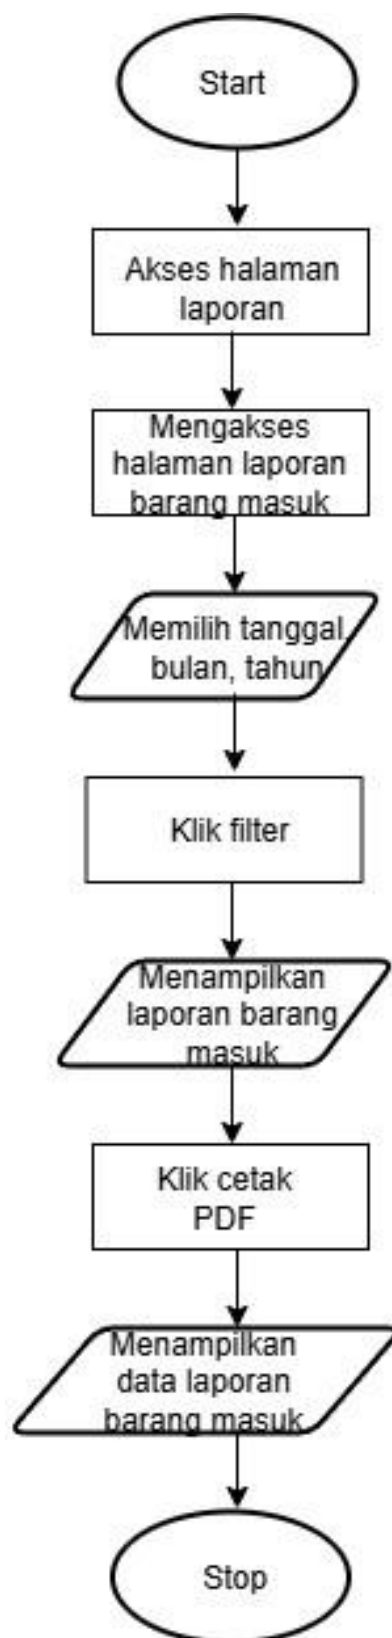 Start
Akses halaman
laporan
Mengakses
halaman laporan
barang masuk
Memilih tanggal,
bulan, tahun
Klik filter
Menampilkan
laporan barang
masuk
Klik cetak
PDF
Menampilkan
data laporan
barang masuk
Stop